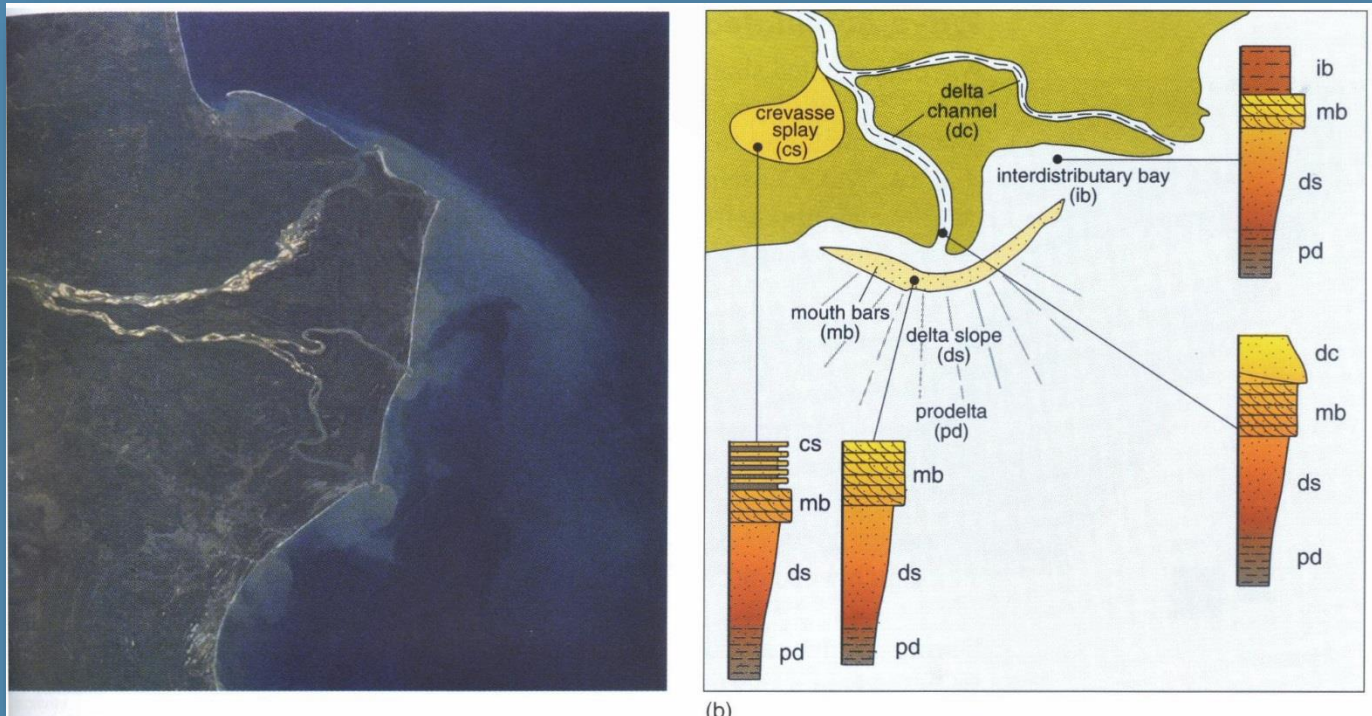 crevasse
splay
(cs)
delta
channel
(dc)
interdistributary bay
(ib)
mouth bars
(mb)
delta slope
(ds)
prodelta
(pd)
ib
mb
ds
pd
dc
mb
ds
pd
cs
mb
ds
pd
mb
ds
pd
(b)